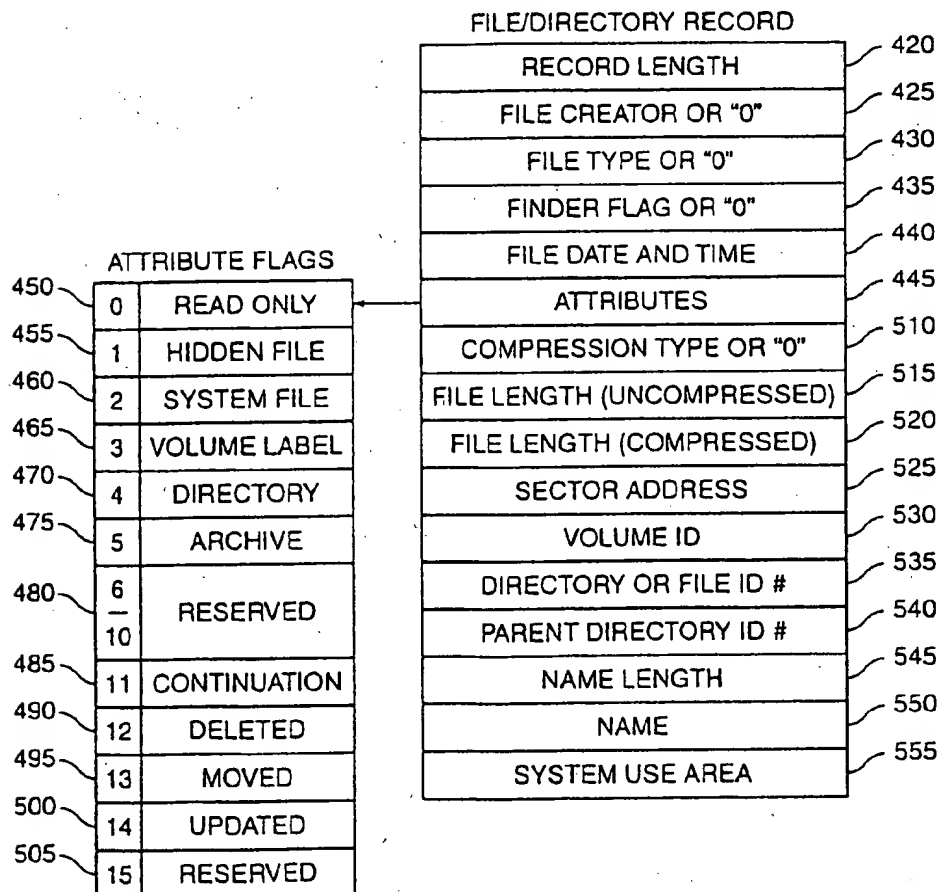 FILE/DIRECTORY RECORD
RECORD LENGTH 420
FILE CREATOR OR "0" 425
FILE TYPE OR "0" 430
FINDER FLAG OR "0" 435
FILE DATE AND TIME 440
ATTRIBUTES 445
COMPRESSION TYPE OR "0" 510
FILE LENGTH (UNCOMPRESSED) 515
FILE LENGTH (COMPRESSED) 520
SECTOR ADDRESS 525
VOLUME ID 530
DIRECTORY OR FILE ID # 535
PARENT DIRECTORY ID # 540
NAME LENGTH 545
NAME 550
SYSTEM USE AREA 555
ATTRIBUTE FLAGS
450 0 READ ONLY
455 1 HIDDEN FILE
460 2 SYSTEM FILE
465 3 VOLUME LABEL
470 4 DIRECTORY
475 5 ARCHIVE
480 6 — 10 RESERVED
485 11 CONTINUATION
490 12 DELETED
495 13 MOVED
500 14 UPDATED
505 15 RESERVED